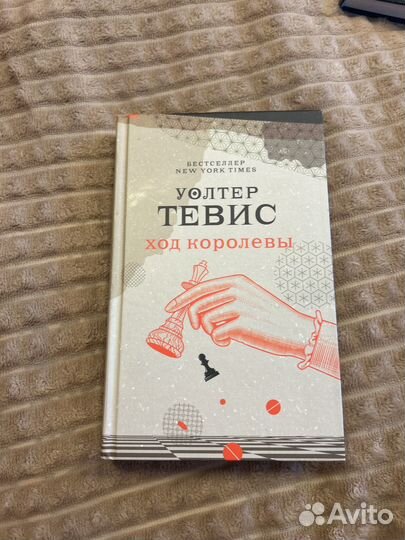 БЕСТСЕЛЛЕР
NEW YORK TIMES
УОЛТЕР
ТЕВИС
ход королевы
Avito